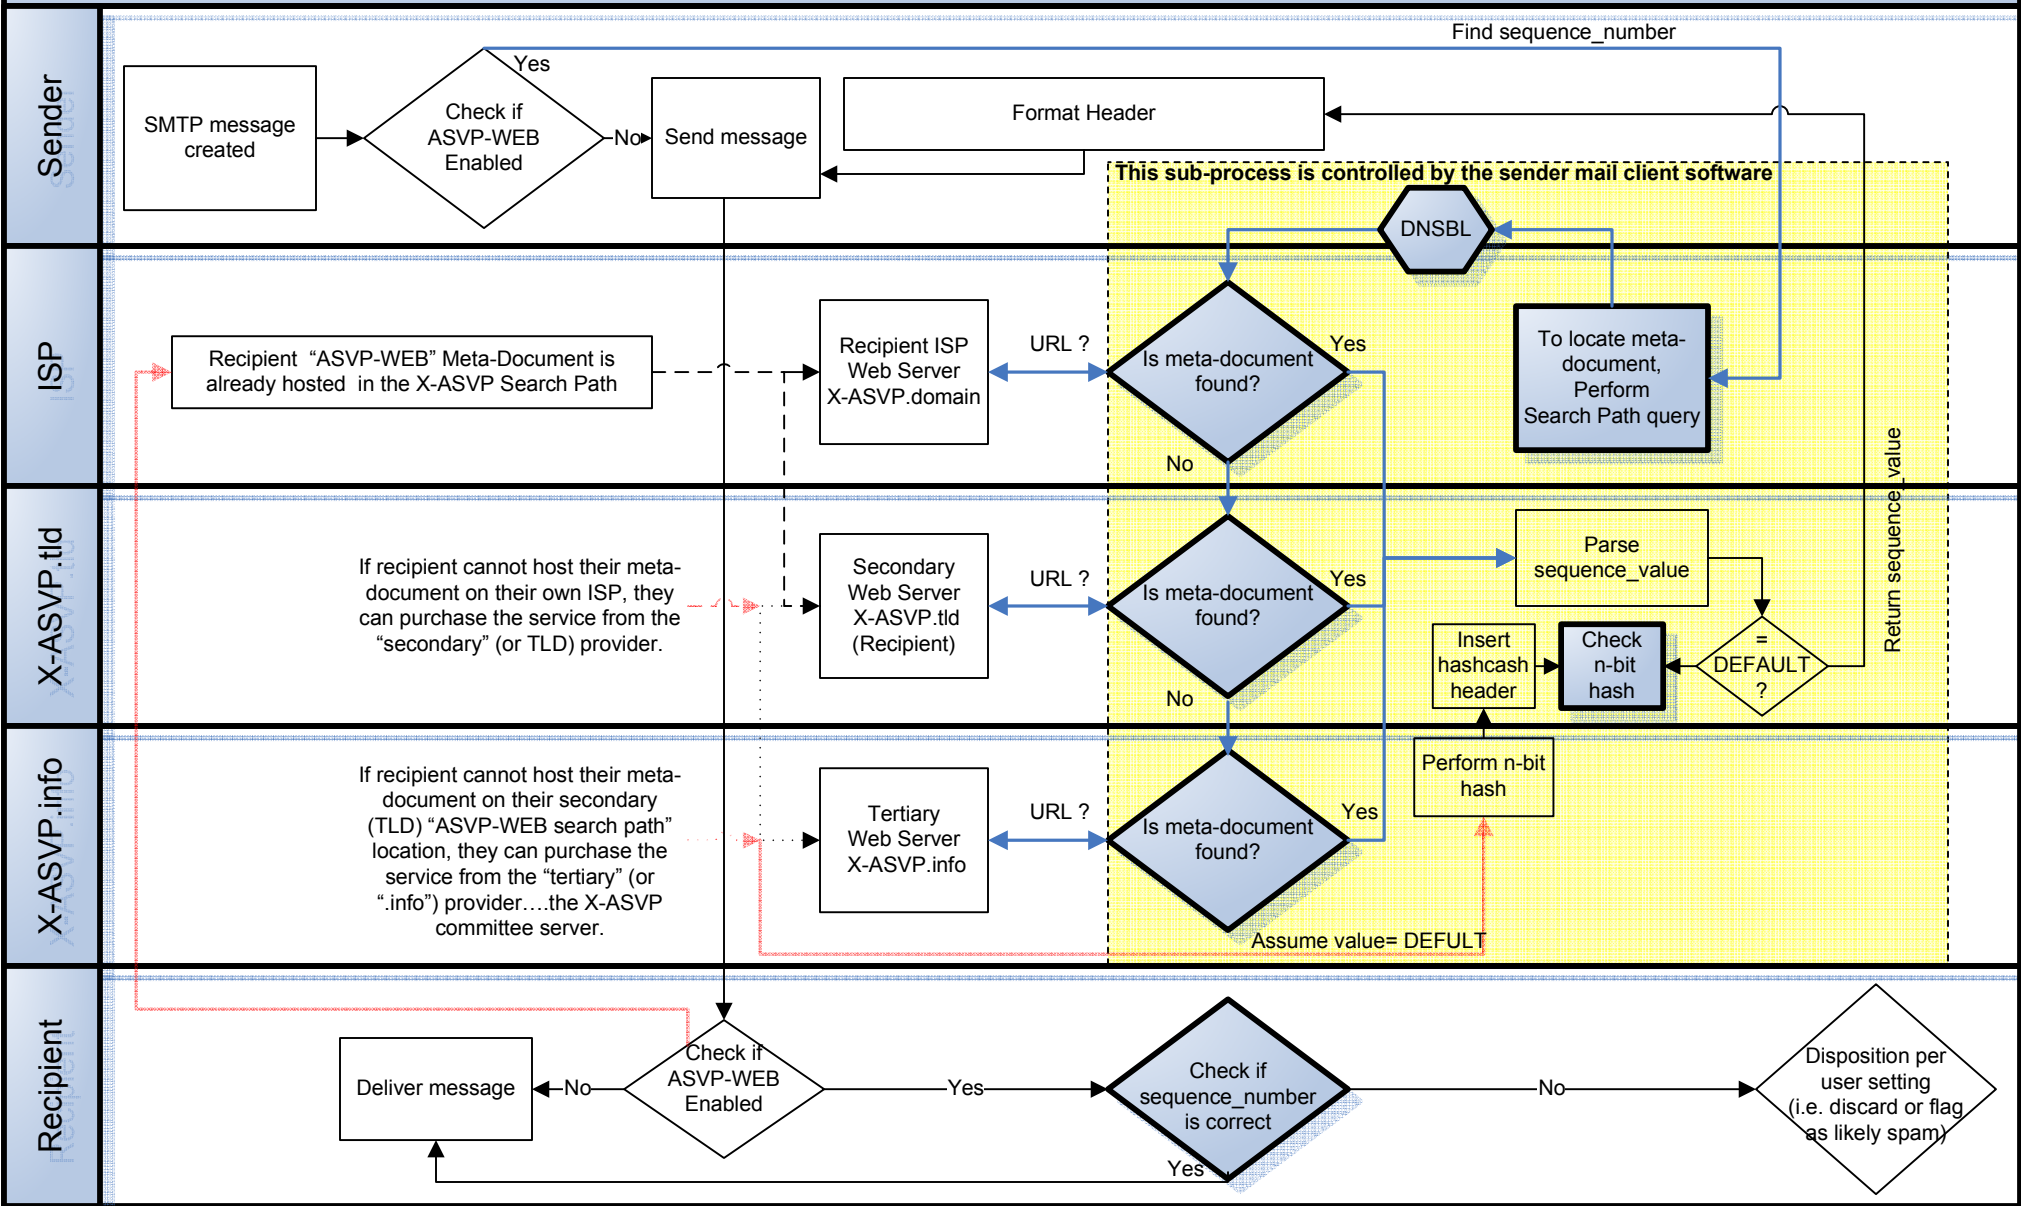 Sender
Find sequence_number
SMTP message
created
Yes
Check if
ASVP-WEB
Enabled
No
Send message
Format Header
This sub-process is controlled by the sender mail client software
DNSBL
ISP
Recipient “ASVP-WEB” Meta-Document is
already hosted in the X-ASVP Search Path
Recipient ISP
Web Server
X-ASVP.domain
URL ?
Is meta-document
found?
Yes
No
To locate meta-
document,
Perform
Search Path query
Return sequence_value
X-ASVP.tld
If recipient cannot host their meta-
document on their own ISP, they
can purchase the service from the
“secondary” (or TLD) provider.
Secondary
Web Server
X-ASVP.tld
(Recipient)
URL ?
Is meta-document
found?
Yes
No
Parse
sequence_value
=
DEFAULT
?
Check
n-bit
hash
Insert
hashcash
header
X-ASVP.info
If recipient cannot host their meta-
document on their secondary
(TLD) “ASVP-WEB search path”
location, they can purchase the
service from the “tertiary” (or
“.info”) provider….the X-ASVP
committee server.
Tertiary
Web Server
X-ASVP.info
URL ?
Is meta-document
found?
Yes
Perform n-bit
hash
Assume value= DEFULT
Recipient
Deliver message
No
Check if
ASVP-WEB
Enabled
Yes
Check if
sequence_number
is correct
Yes
No
Disposition per
user setting
(i.e. discard or flag
as likely spam)